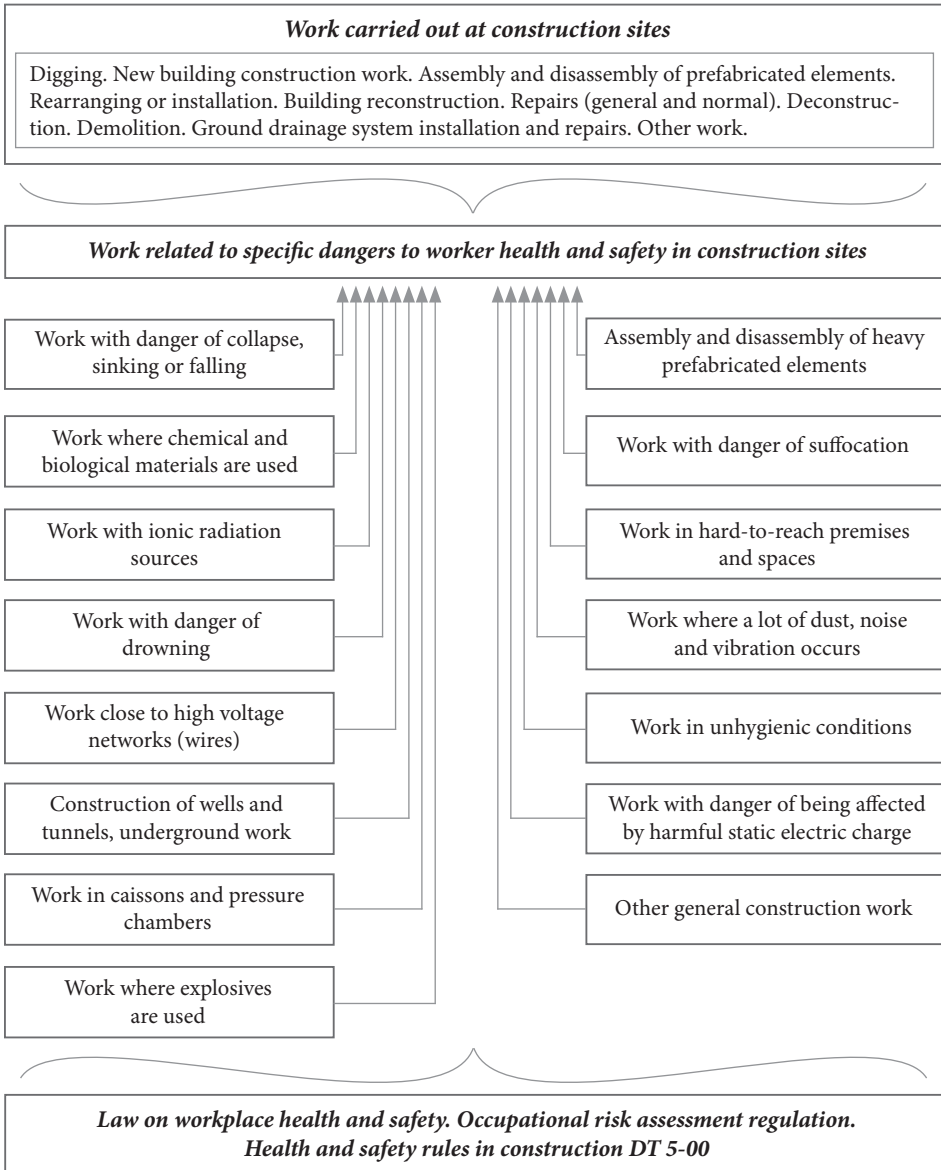 Work carried out at construction sites
Digging. New building construction work. Assembly and disassembly of prefabricated elements.
Rearranging or installation. Building reconstruction. Repairs (general and normal). Deconstruc-
tion. Demolition. Ground drainage system installation and repairs. Other work.
Work related to specific dangers to worker health and safety in construction sites
Work with danger of collapse,
sinking or falling
Work where chemical and
biological materials are used
Work with ionic radiation
sources
Work with danger of
drowning
Work close to high voltage
networks (wires)
Construction of wells and
tunnels, underground work
Work in caissons and pressure
chambers
Work where explosives
are used
Assembly and disassembly of heavy
prefabricated elements
Work with danger of suffocation
Work in hard-to-reach premises
and spaces
Work where a lot of dust, noise
and vibration occurs
Work in unhygienic conditions
Work with danger of being affected
by harmful static electric charge
Other general construction work
Law on workplace health and safety. Occupational risk assessment regulation.
Health and safety rules in construction DT 5-00